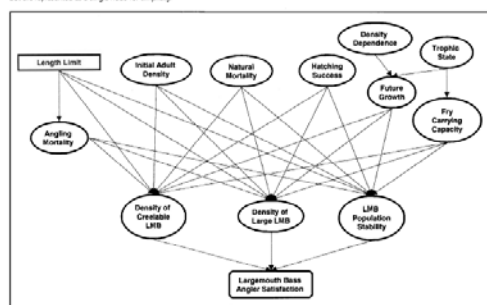 Length Limit
Initial Adult
Density
Natural
Mortality
Hatching
Success
Density
Dependence
Trophic
State
Future
Growth
Angling
Mortality
Fry
Carrying
Capacity
Density of
Creelable
LMB
Density of
Large LMB
LMB
Population
Stability
Largemouth Bass
Angler Satisfaction